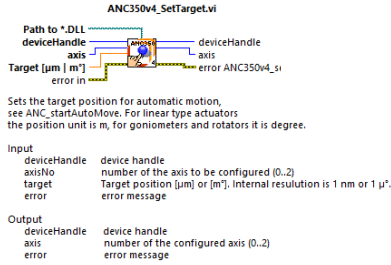 ANC350v4_SetTarget.vi
Path to *.DLL
deviceHandle
axis
Target [µm | m°]
error in
ANC350
deviceHandle
axis
error ANC350v4_se
Sets the target position for automatic motion,
see ANC_startAutoMove. For linear type actuators
the position unit is m, for goniometers and rotators it is degree.
Input
deviceHandle device handle
axisNo number of the axis to be configured (0..2)
target Target position [µm] or [m°]. Internal resulution is 1 nm or 1 µ°.
error error message
Output
deviceHandle device handle
axis number of the configured axis (0..2)
error error message